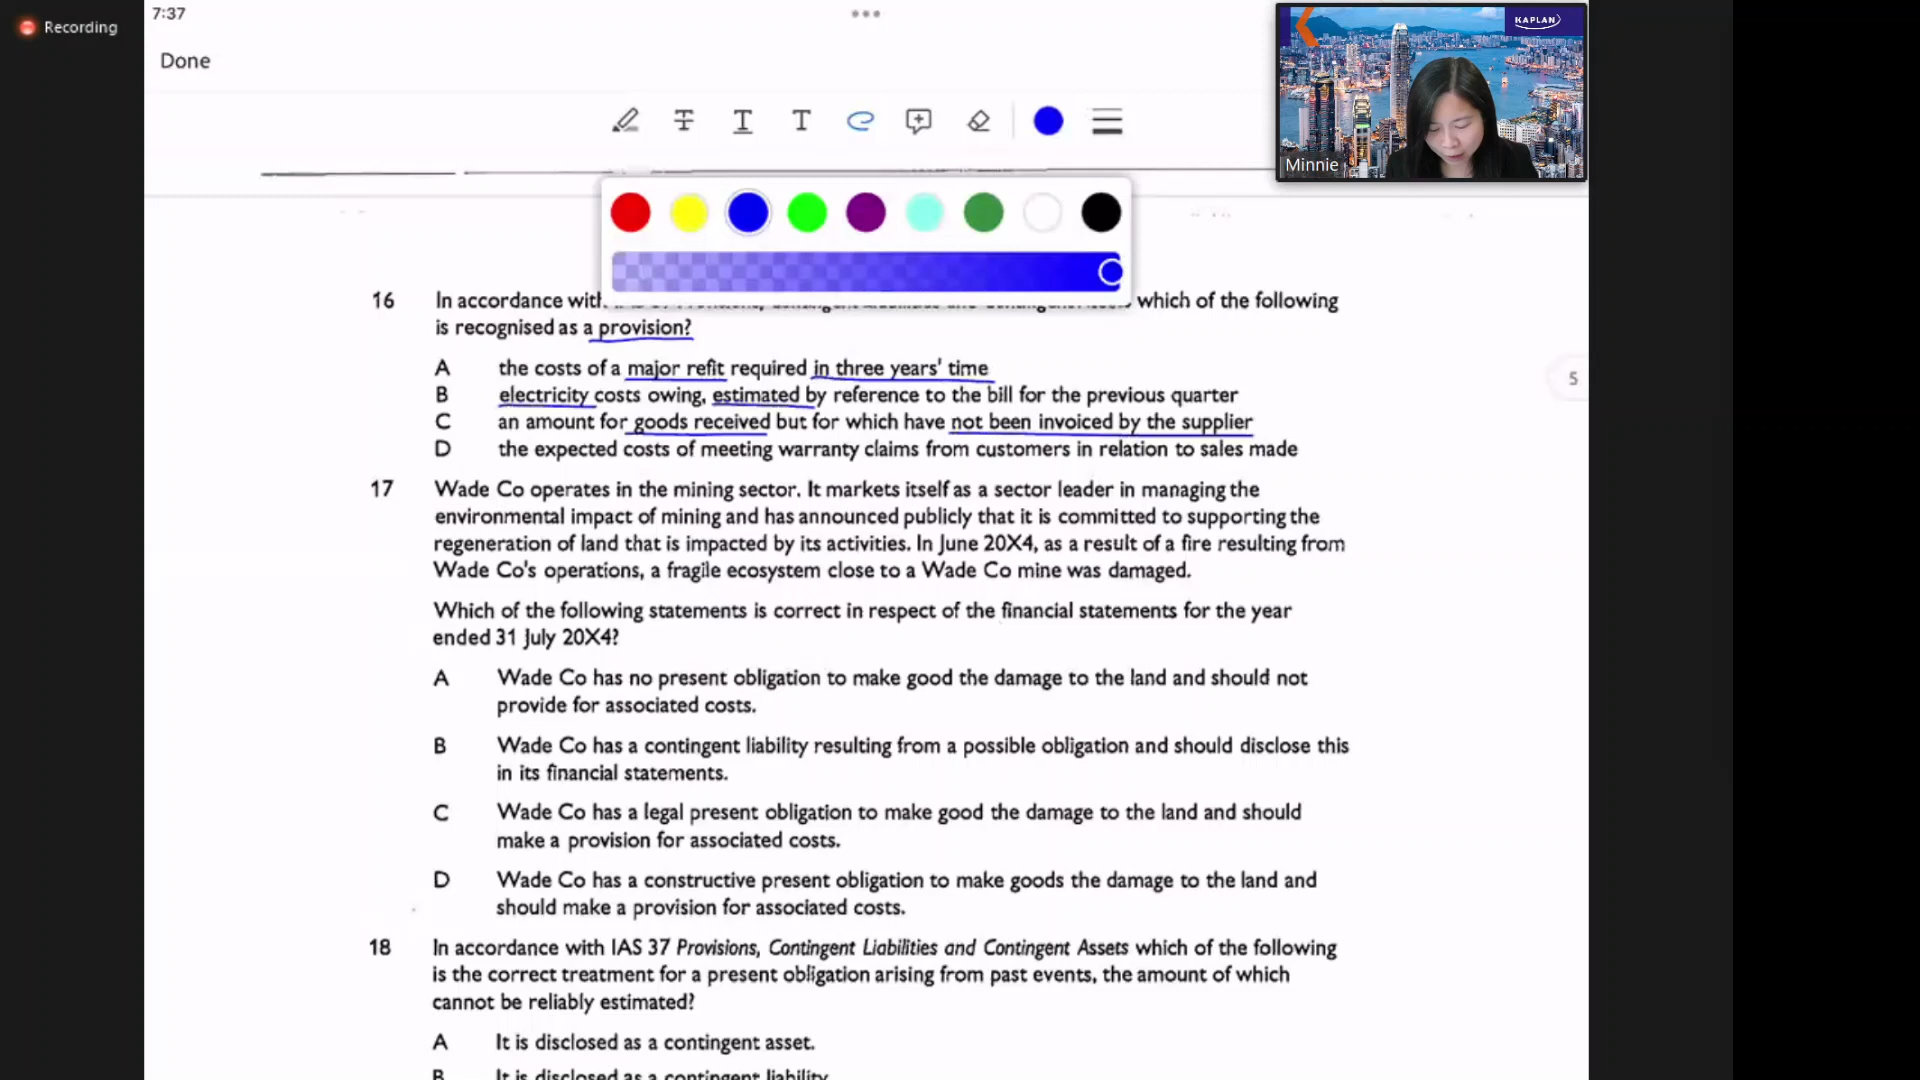 7:37
Recording
Done
KAPLAN
Minnie
16 In accordance with which of the following
is recognised as a provision?
A the costs of a major refit required in three years' time
B electricity costs owing, estimated by reference to the bill for the previous quarter
C an amount for goods received but for which have not been invoiced by the supplier
D the expected costs of meeting warranty claims from customers in relation to sales made
5
17 Wade Co operates in the mining sector. It markets itself as a sector leader in managing the
environmental impact of mining and has announced publicly that it is committed to supporting the
regeneration of land that is impacted by its activities. In June 20X4, as a result of a fire resulting from
Wade Co's operations, a fragile ecosystem close to a Wade Co mine was damaged.
Which of the following statements is correct in respect of the financial statements for the year
ended 31 July 20X4?
A Wade Co has no present obligation to make good the damage to the land and should not
provide for associated costs.
B Wade Co has a contingent liability resulting from a possible obligation and should disclose this
in its financial statements.
C Wade Co has a legal present obligation to make good the damage to the land and should
make a provision for associated costs.
D Wade Co has a constructive present obligation to make goods the damage to the land and
should make a provision for associated costs.
18 In accordance with IAS 37 Provisions, Contingent Liabilities and Contingent Assets which of the following
is the correct treatment for a present obligation arising from past events, the amount of which
cannot be reliably estimated?
A It is disclosed as a contingent asset.
B It is disclosed as a contingent liability